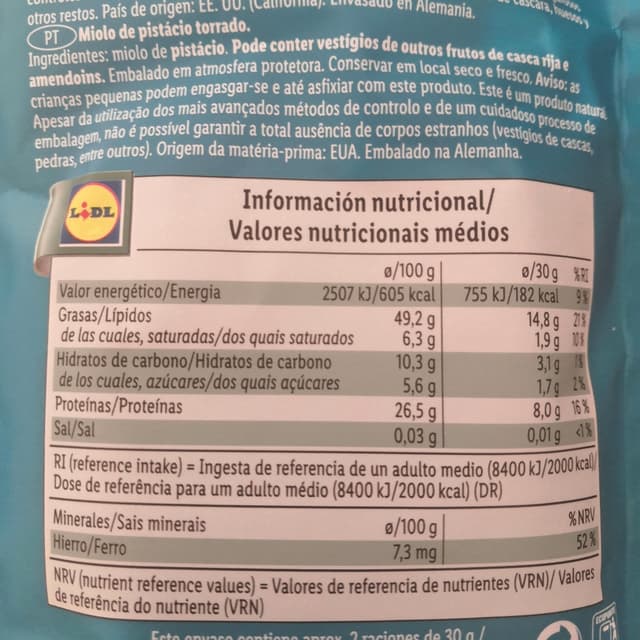 otros restos. País de origen: EE. UU. (California). Envasado en Alemania.
PT Miolo de pistácio torrado.
Ingredientes: miolo de pistácio. Pode conter vestígios de outros frutos de casca rija e
amendoins. Embalado em atmosfera protetora. Conservar em local seco e fresco. Aviso: as
crianças pequenas podem engasgar-se e até asfixiar com este produto. Este é um produto natural.
Apesar da utilização dos mais avançados métodos de controlo e de um cuidadoso processo de
embalagem, não é possível garantir a total ausência de corpos estranhos (vestígios de cascas,
pedras, entre outros). Origem da matéria-prima: EUA. Embalado na Alemanha.
LIDL
Información nutricional/
Valores nutricionais médios
ø/100 g ø/30 g %RI
Valor energético/Energia 2507 kJ/605 kcal 755 kJ/182 kcal 9%
Grasas/Lípidos 49,2 g 14,8 g 21%
de las cuales, saturadas/dos quais saturados 6,3 g 1,9 g 10%
Hidratos de carbono/Hidratos de carbono 10,3 g 3,1 g 1%
de los cuales, azúcares/dos quais açúcares 5,6 g 1,7 g 2%
Proteínas/Proteínas 26,5 g 8,0 g 16%
Sal/Sal 0,03 g 0,01 g <1%
RI (reference intake) = Ingesta de referencia de un adulto medio (8400 kJ/2000 kcal)/
Dose de referência para um adulto médio (8400 kJ/2000 kcal) (DR)
Minerales/Sais minerais ø/100 g %NRV
Hierro/Ferro 7,3 mg 52%
NRV (nutrient reference values) = Valores de referencia de nutrientes (VRN)/ Valores
de referência do nutriente (VRN)
Este envase contiene aprox. 7 raciones de 30 g /